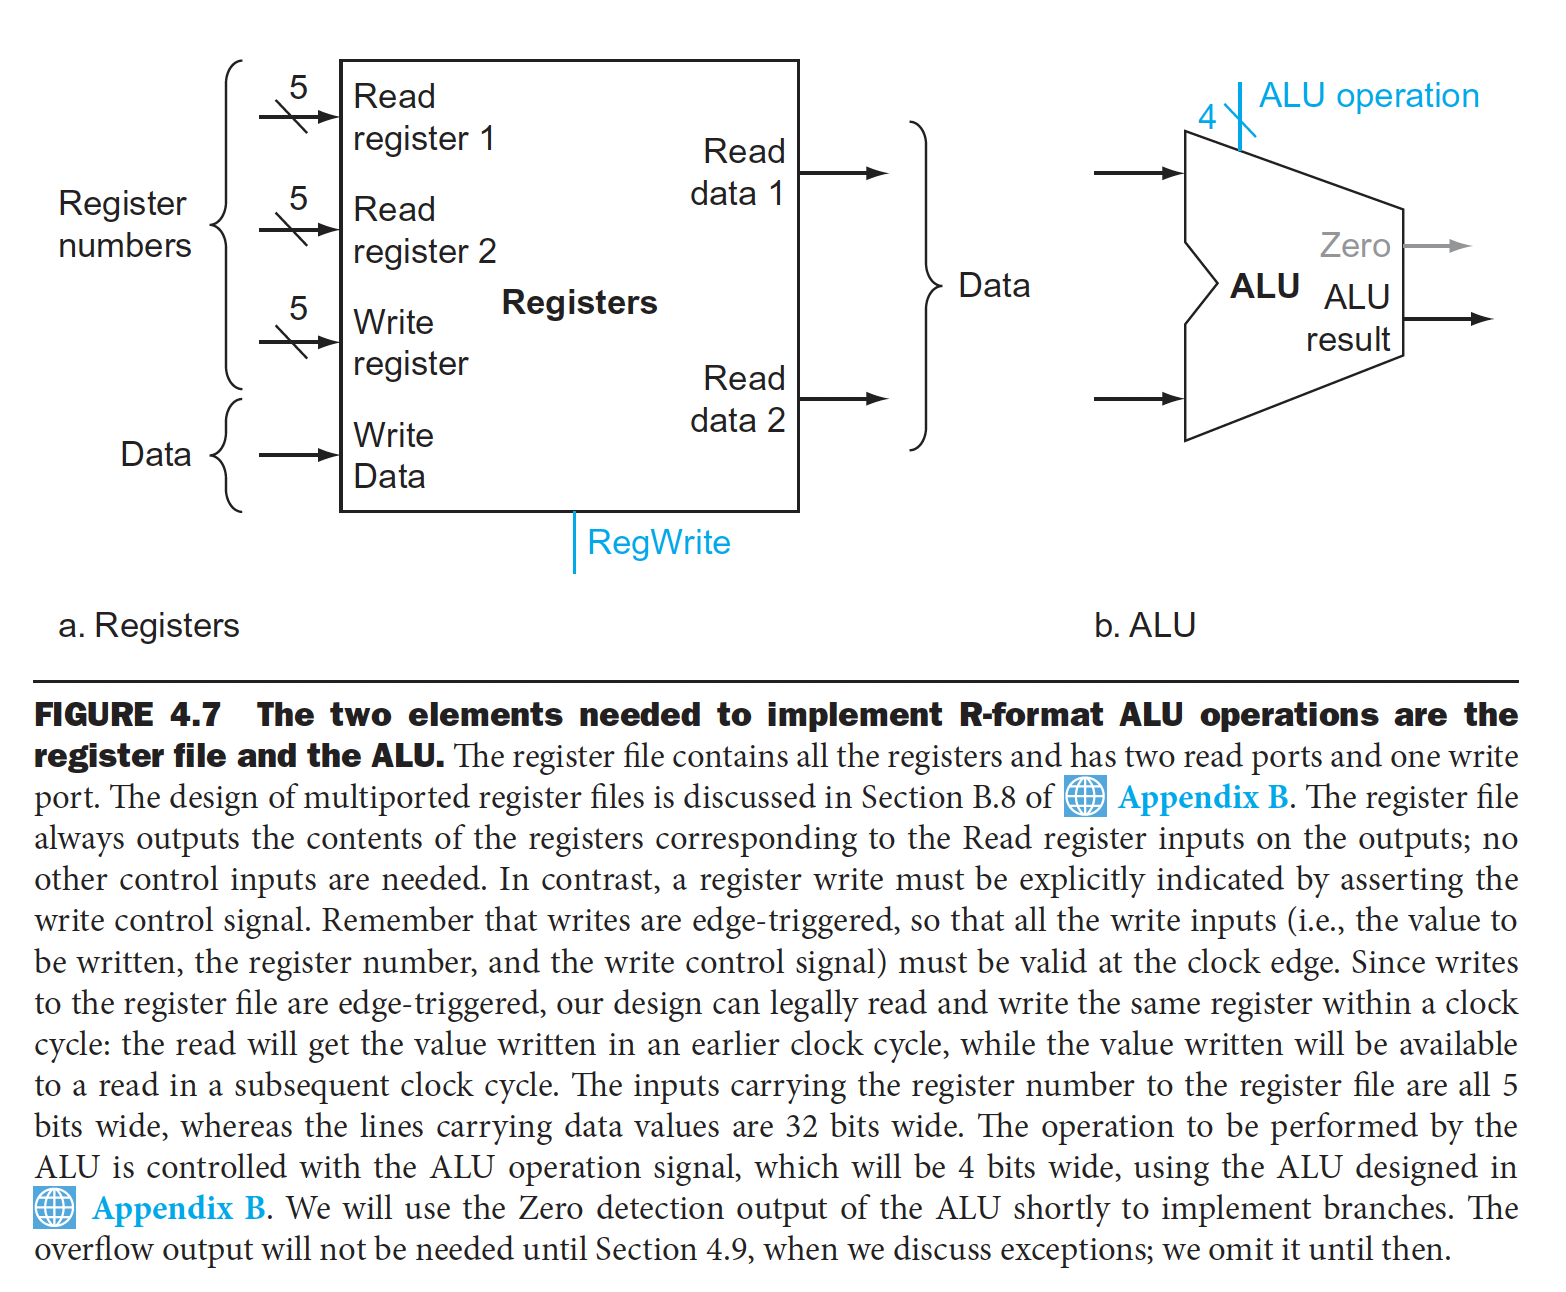 5
Read
register 1
5
Read
register 2
Register
numbers
5
Write
register
Data
Write
Data
Registers
Read
data 1
Read
data 2
RegWrite
Data
4
ALU operation
ALU
Zero
ALU
result
a. Registers
b. ALU
FIGURE 4.7 The two elements needed to implement R-format ALU operations are the
register file and the ALU. The register file contains all the registers and has two read ports and one write
port. The design of multiported register files is discussed in Section B.8 of Appendix B. The register file
always outputs the contents of the registers corresponding to the Read register inputs on the outputs; no
other control inputs are needed. In contrast, a register write must be explicitly indicated by asserting the
write control signal. Remember that writes are edge-triggered, so that all the write inputs (i.e., the value to
be written, the register number, and the write control signal) must be valid at the clock edge. Since writes
to the register file are edge-triggered, our design can legally read and write the same register within a clock
cycle: the read will get the value written in an earlier clock cycle, while the value written will be available
to a read in a subsequent clock cycle. The inputs carrying the register number to the register file are all 5
bits wide, whereas the lines carrying data values are 32 bits wide. The operation to be performed by the
ALU is controlled with the ALU operation signal, which will be 4 bits wide, using the ALU designed in
Appendix B. We will use the Zero detection output of the ALU shortly to implement branches. The
overflow output will not be needed until Section 4.9, when we discuss exceptions; we omit it until then.